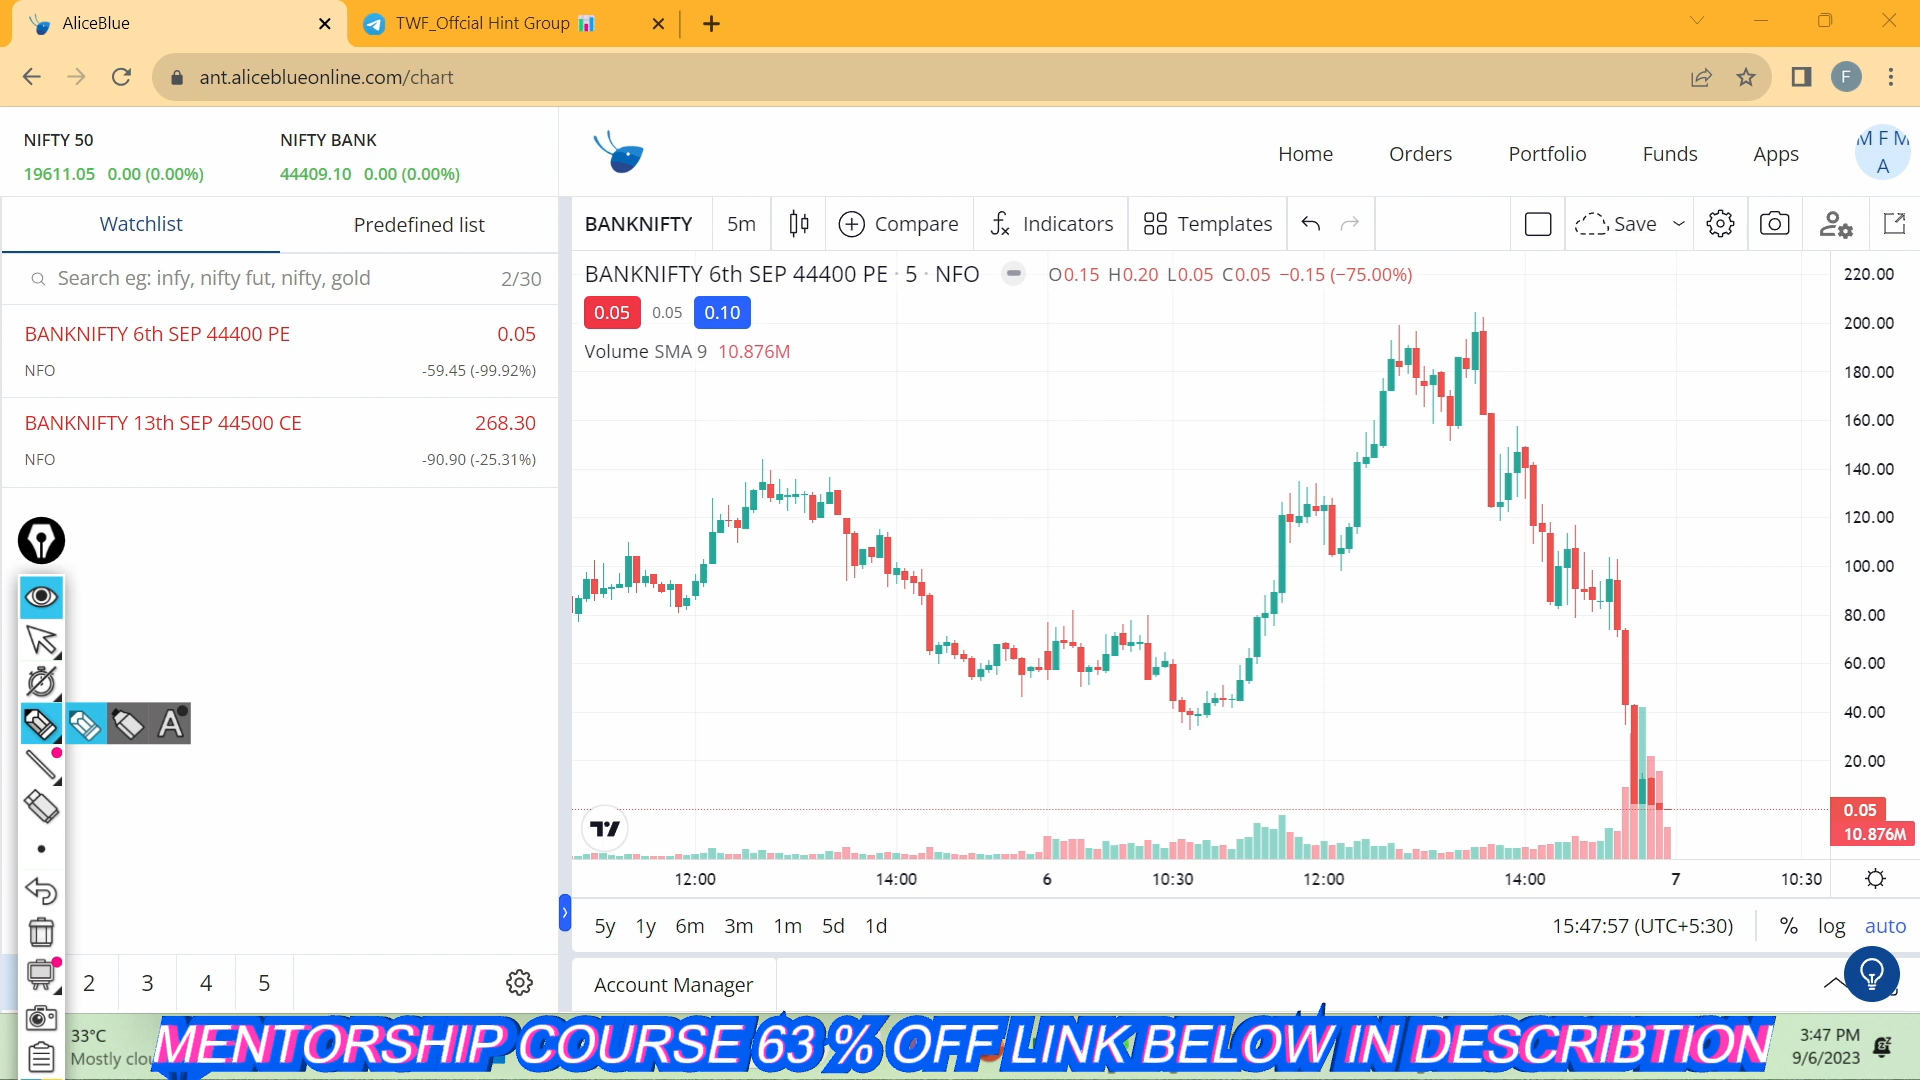 AliceBlue
TWF_Offcial Hint Group
ant.aliceblueonline.com/chart
F
NIFTY 50
19611.05 0.00 (0.00%)
NIFTY BANK
44409.10 0.00 (0.00%)
Home
Orders
Portfolio
Funds
Apps
M F M
A
Watchlist
Predefined list
BANKNIFTY
5m
Compare
Indicators
Templates
Save
Search eg: infy, nifty fut, nifty, gold
2/30
BANKNIFTY 6th SEP 44400 PE
0.05
NFO
-59.45 (-99.92%)
BANKNIFTY 13th SEP 44500 CE
268.30
NFO
-90.90 (-25.31%)
BANKNIFTY 6th SEP 44400 PE · 5 · NFO
O0.15 H0.20 L0.05 C0.05 −0.15 (−75.00%)
0.05
0.05
0.10
Volume SMA 9 10.876M
220.00
200.00
180.00
160.00
140.00
120.00
100.00
80.00
60.00
40.00
20.00
0.05
10.876M
A
12:00
14:00
6
10:30
12:00
14:00
7
10:30
5y 1y 6m 3m 1m 5d 1d
15:47:57 (UTC+5:30)
%
log
auto
2
3
4
5
Account Manager
33°C
Mostly clou
MENTORSHIP COURSE 63 % OFF LINK BELOW IN DESCRIBTION
3:47 PM
9/6/2023